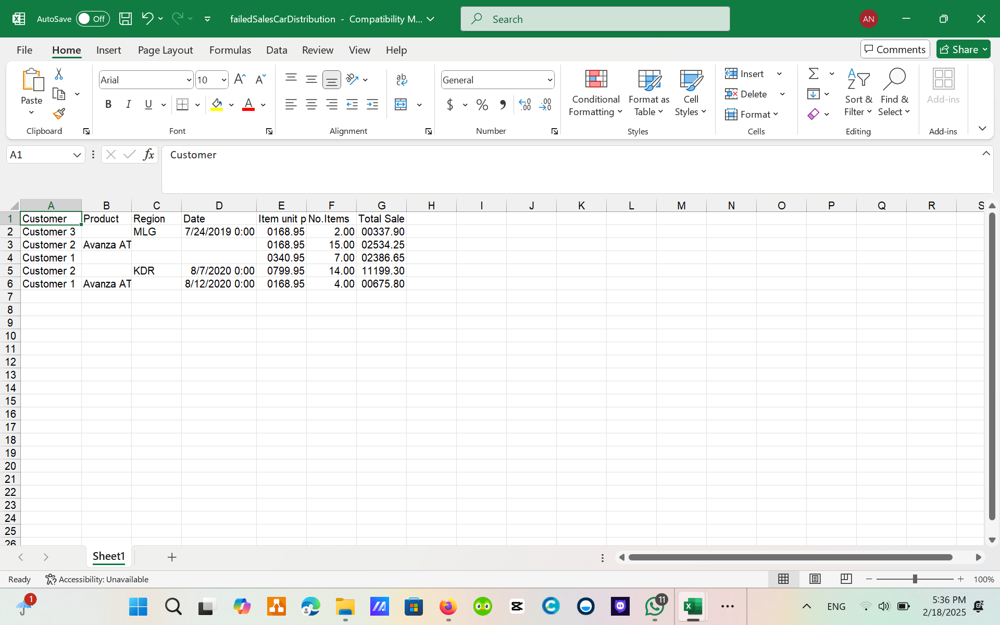 AutoSave Off failedSalesCarDistribution - Compatibility M... Search AN
File Home Insert Page Layout Formulas Data Review View Help Comments Share
Paste
Clipboard
Arial 10
B I U A
Font
ab
Alignment
General
$ % , .00
Number
Conditional Formatting
Format as Table
Cell Styles
Styles
Insert
Delete
Format
Cells
Sort & Filter
Find & Select
Editing
Add-ins
Add-ins
A1 fx Customer
A B C D E F G H I J K L M N O P Q R S
1 Customer Product Region Date Item unit p No.Items Total Sale
2 Customer 3 MLG 7/24/2019 0:00 0168.95 2.00 00337.90
3 Customer 2 Avanza AT 0168.95 15.00 02534.25
4 Customer 1 0340.95 7.00 02386.65
5 Customer 2 KDR 8/7/2020 0:00 0799.95 14.00 11199.30
6 Customer 1 Avanza AT 8/12/2020 0:00 0168.95 4.00 00675.80
7
8
9
10
11
12
13
14
15
16
17
18
19
20
21
22
23
24
25
26
Sheet1
Ready Accessibility: Unavailable 100%
1 11 ENG 5:36 PM
2/18/2025